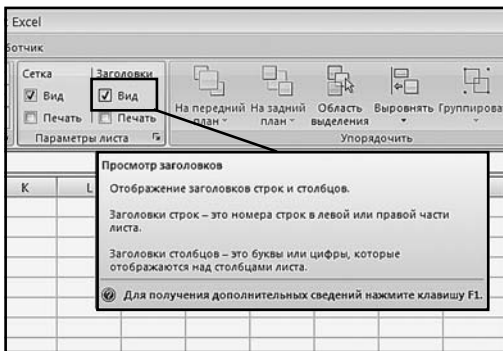 Excel
отчик
Сетка Заголовки
Вид Вид
На передний план На задний план Область выделения Выровнять Группирова
Печать Печать
Параметры листа Упорядочить
Просмотр заголовков
K L
Отображение заголовков строк и столбцов.
Заголовки строк – это номера строк в левой или правой части
листа.
Заголовки столбцов – это буквы или цифры, которые
отображаются над столбцами листа.
Для получения дополнительных сведений нажмите клавишу F1.